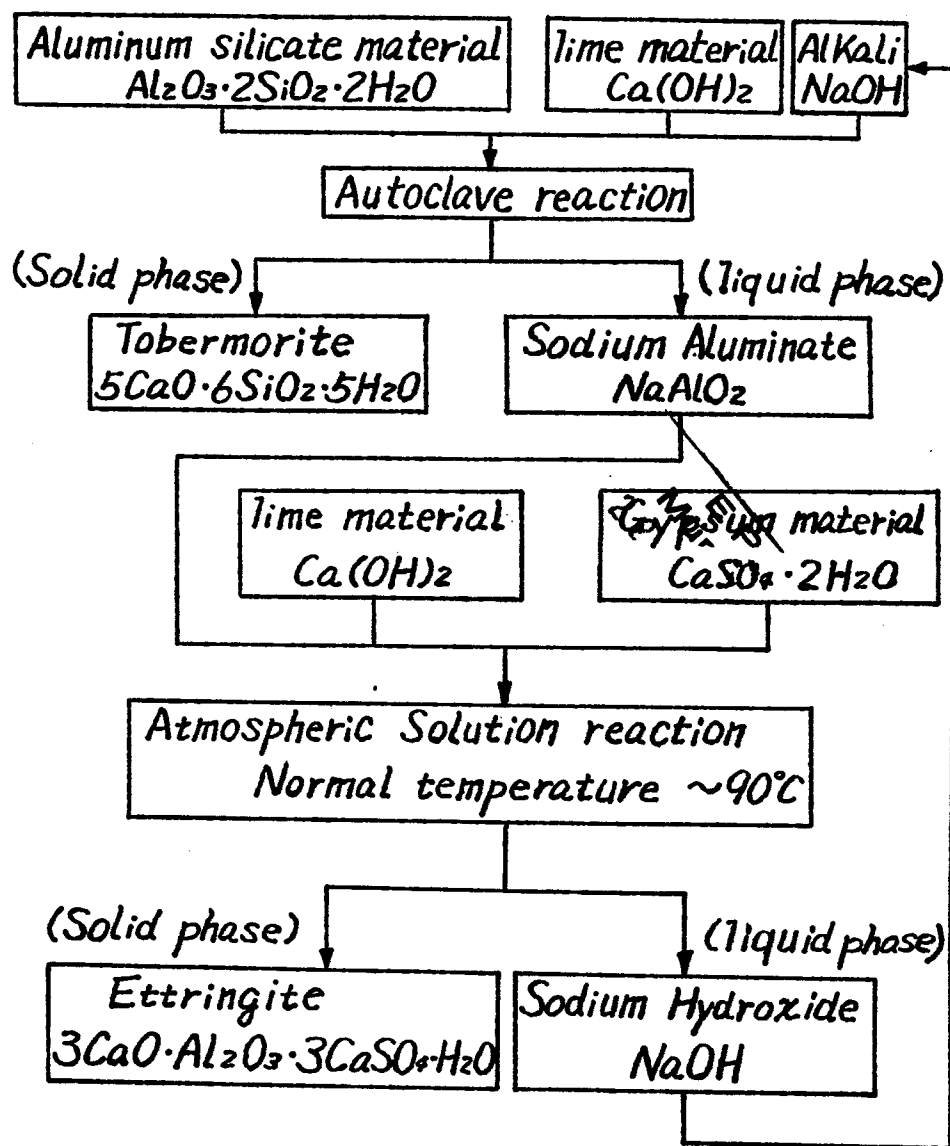 Aluminum silicate material
Al₂O₃·2SiO₂·2H₂O
lime material
Ca(OH)₂
AlKali
NaOH
Autoclave reaction
(Solid phase)
(liquid phase)
Tobermorite
5CaO·6SiO₂·5H₂O
Sodium Aluminate
NaAlO₂
lime material
Ca(OH)₂
Gypsum material
CaSO₄·2H₂O
Atmospheric Solution reaction
Normal temperature ~90°C
(Solid phase)
(liquid phase)
Ettringite
3CaO·Al₂O₃·3CaSO₄·H₂O
Sodium Hydroxide
NaOH